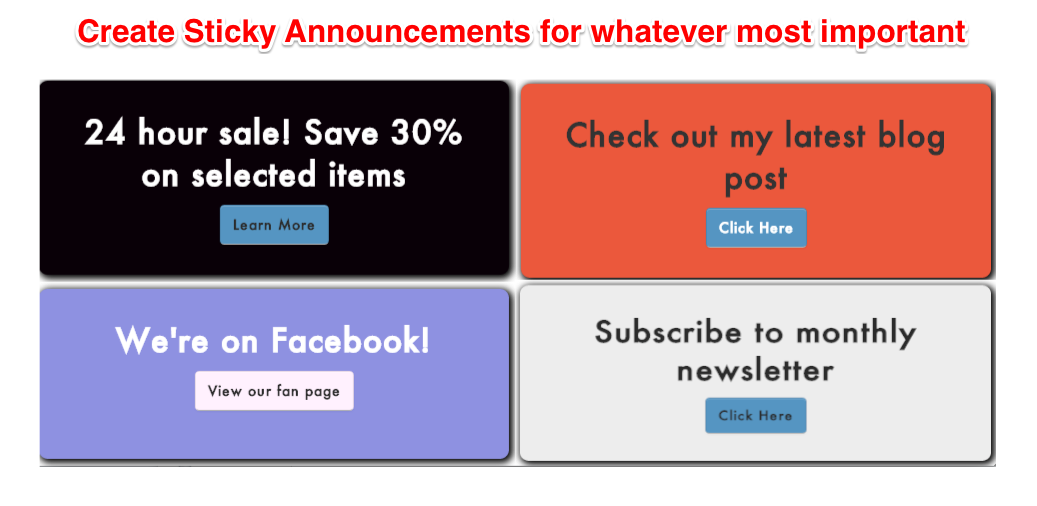 Create Sticky Announcements for whatever most important
24 hour sale! Save 30%
on selected items
Learn More
Check out my latest blog
post
Click Here
We're on Facebook!
View our fan page
Subscribe to monthly
newsletter
Click Here